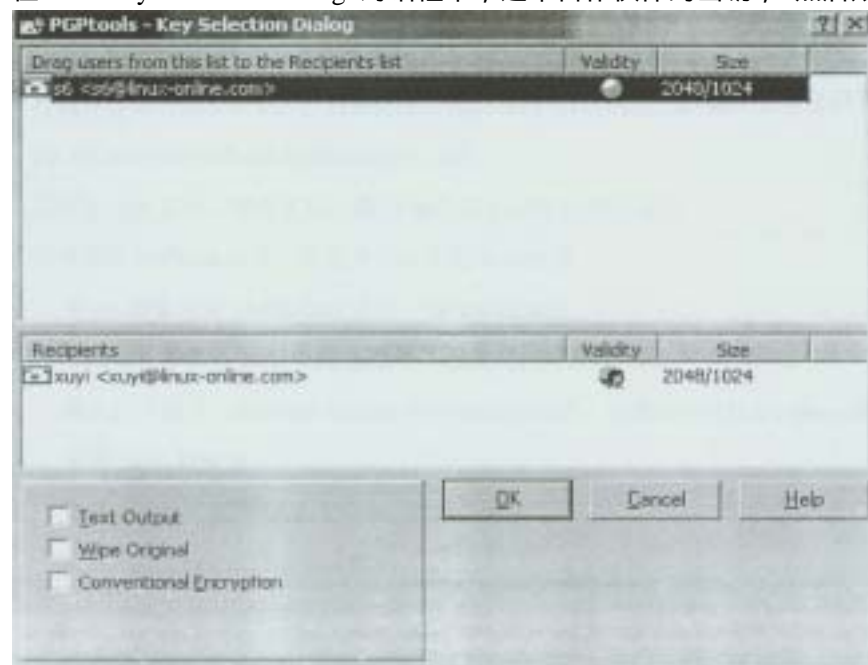 PGPtools - Key Selection Dialog
Drag users from this list to the Recipients list Validity Size
s6 <s6@linux-online.com> 2048/1024
Recipients Validity Size
xuyi <xuyi@linux-online.com> 2048/1024
OK Cancel Help
Text Output
Wipe Original
Conventional Encryption